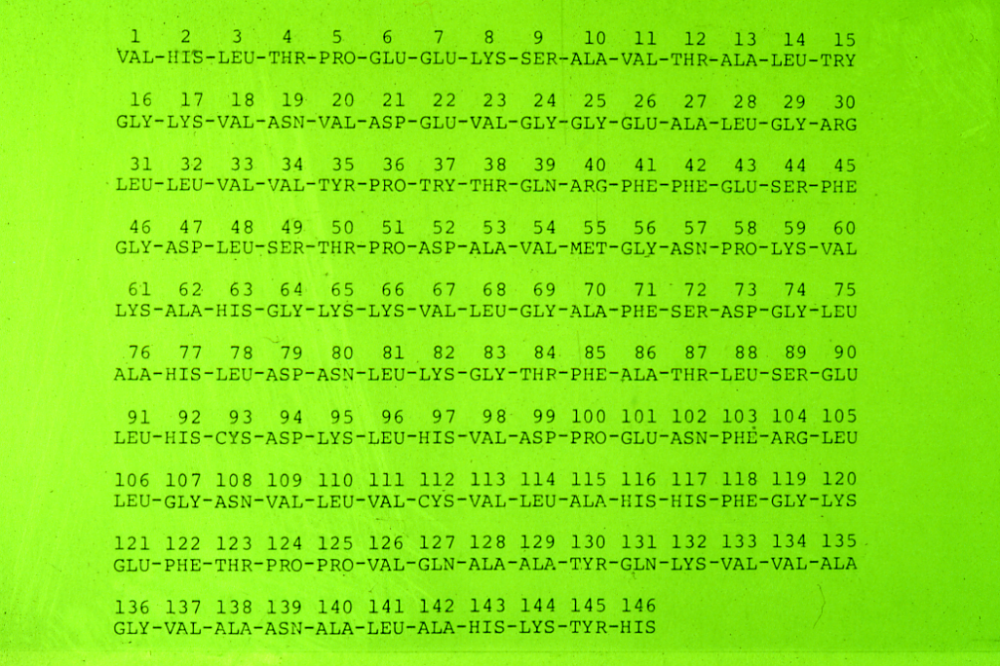 1 2 3 4 5 6 7 8 9 10 11 12 13 14 15
VAL-HIS-LEU-THR-PRO-GLU-GLU-LYS-SER-ALA-VAL-THR-ALA-LEU-TRY
16 17 18 19 20 21 22 23 24 25 26 27 28 29 30
GLY-LYS-VAL-ASN-VAL-ASP-GLU-VAL-GLY-GLY-GLU-ALA-LEU-GLY-ARG
31 32 33 34 35 36 37 38 39 40 41 42 43 44 45
LEU-LEU-VAL-VAL-TYR-PRO-TRY-THR-GLN-ARG-PHE-PHE-GLU-SER-PHE
46 47 48 49 50 51 52 53 54 55 56 57 58 59 60
GLY-ASP-LEU-SER-THR-PRO-ASP-ALA-VAL-MET-GLY-ASN-PRO-LYS-VAL
61 62 63 64 65 66 67 68 69 70 71 72 73 74 75
LYS-ALA-HIS-GLY-LYS-LYS-VAL-LEU-GLY-ALA-PHE-SER-ASP-GLY-LEU
76 77 78 79 80 81 82 83 84 85 86 87 88 89 90
ALA-HIS-LEU-ASP-ASN-LEU-LYS-GLY-THR-PHE-ALA-THR-LEU-SER-GLU
91 92 93 94 95 96 97 98 99 100 101 102 103 104 105
LEU-HIS-CYS-ASP-LYS-LEU-HIS-VAL-ASP-PRO-GLU-ASN-PHE-ARG-LEU
106 107 108 109 110 111 112 113 114 115 116 117 118 119 120
LEU-GLY-ASN-VAL-LEU-VAL-CYS-VAL-LEU-ALA-HIS-HIS-PHE-GLY-LYS
121 122 123 124 125 126 127 128 129 130 131 132 133 134 135
GLU-PHE-THR-PRO-PRO-VAL-GLN-ALA-ALA-TYR-GLN-LYS-VAL-VAL-ALA
136 137 138 139 140 141 142 143 144 145 146
GLY-VAL-ALA-ASN-ALA-LEU-ALA-HIS-LYS-TYR-HIS